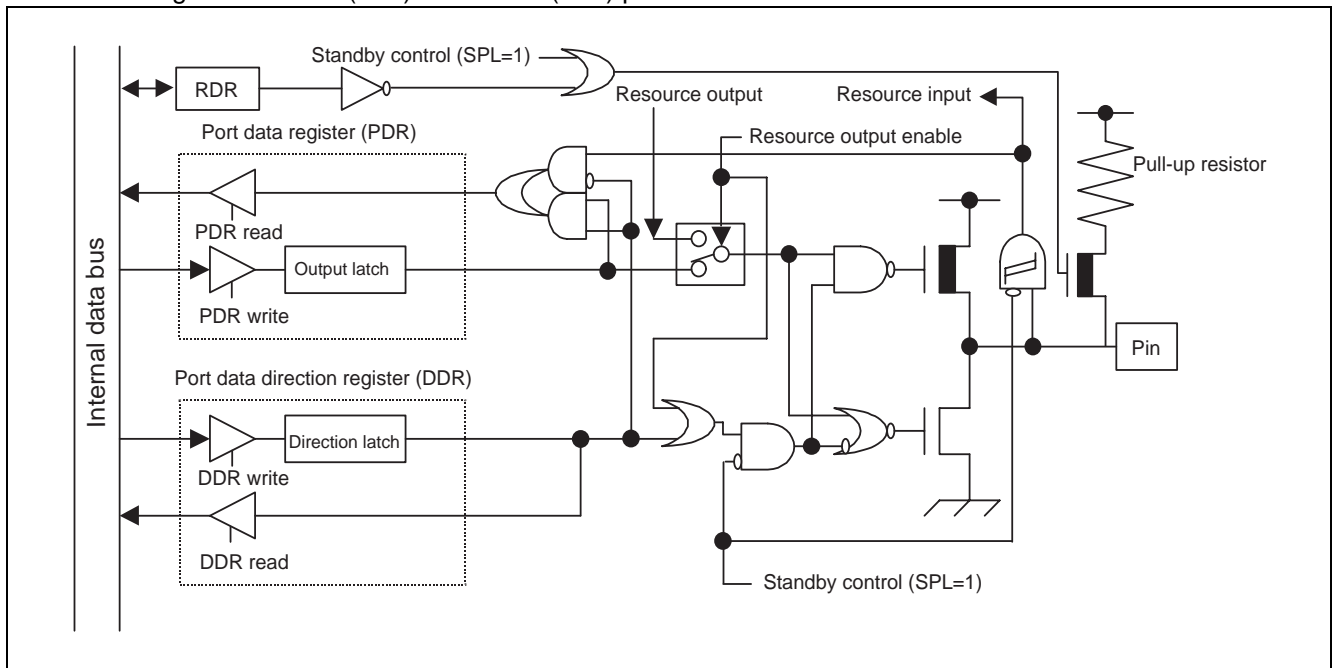 Standby control (SPL=1)
RDR
Resource output
Resource input
Port data register (PDR)
Resource output enable
Pull-up resistor
PDR read
Output latch
PDR write
Internal data bus
Pin
Port data direction register (DDR)
Direction latch
DDR write
DDR read
Standby control (SPL=1)